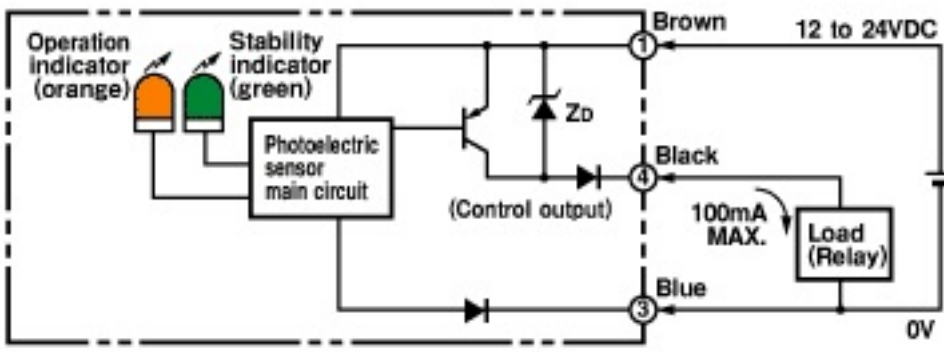 Operation
indicator
(orange)
Stability
indicator
(green)
Photoelectric
sensor
main circuit
ZD
(Control output)
1
Brown
12 to 24VDC
4
Black
100mA
MAX.
Load
(Relay)
3
Blue
0V